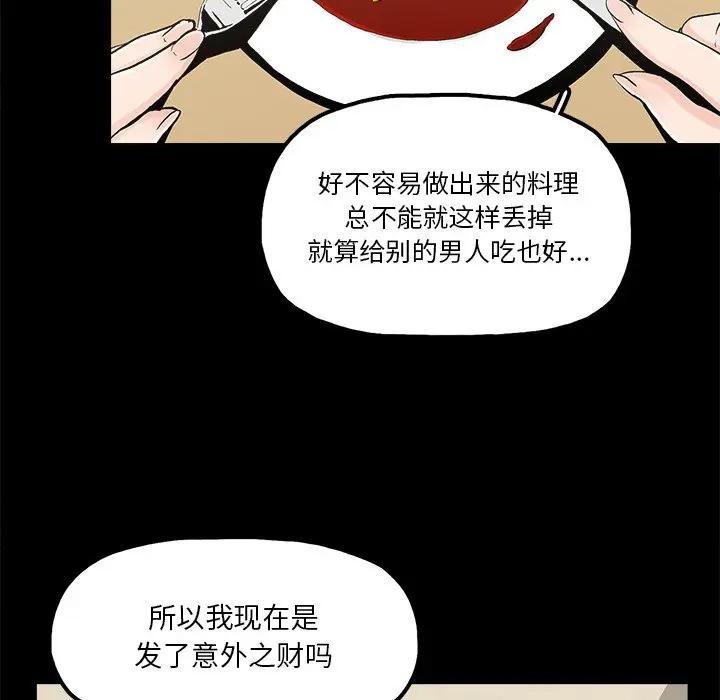 好不容易做出来的料理
总不能就这样丢掉
就算给别的男人吃也好...
所以我现在是
发了意外之财吗